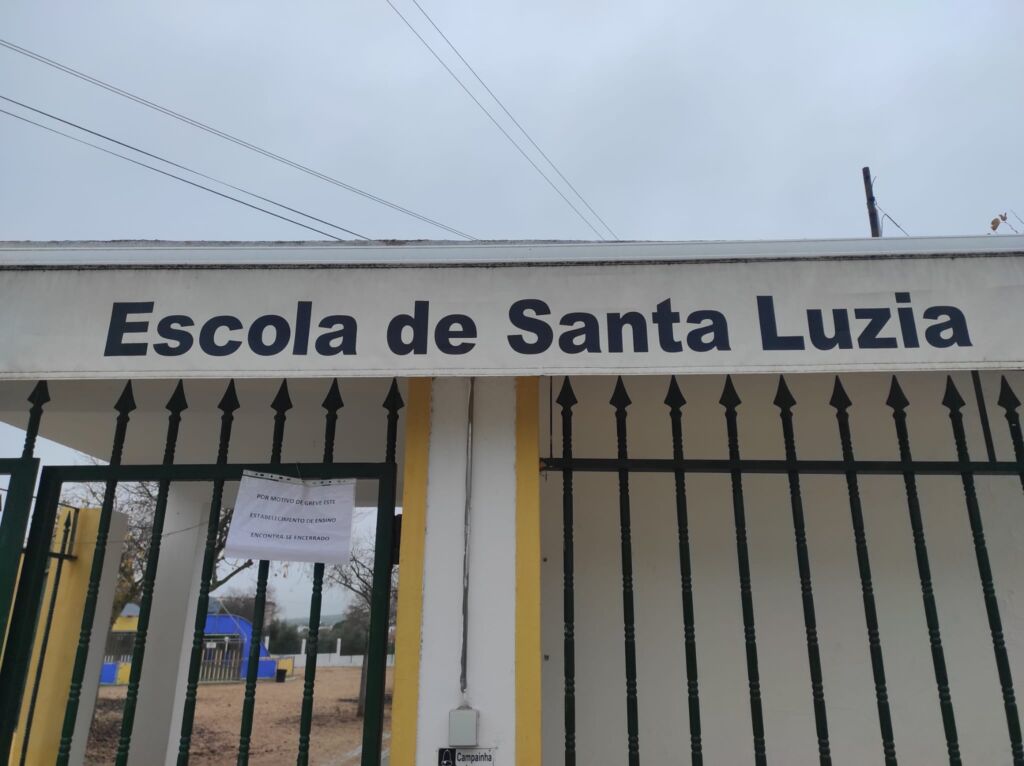 Escola de Santa Luzia
POR MOTIVO DE GREVE ESTE
ESTABELECIMENTO DE ENSINO
ENCONTRA-SE ENCERRADO
Campainha